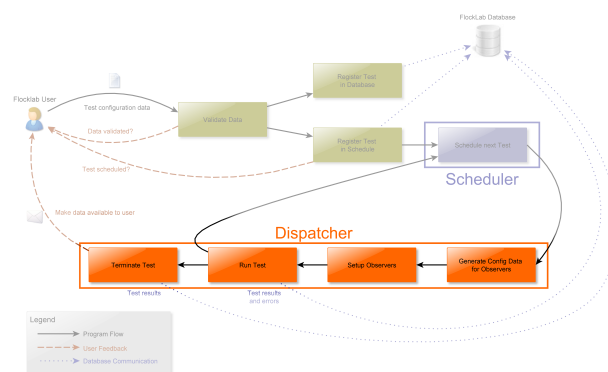 FlockLab Database
Flocklab User
Test configuration data
Register Test
in Database
Validate Data
Data validated?
Register Test
in Schedule
Schedule next Test
Test scheduled?
Scheduler
Make data available to user
Dispatcher
Terminate Test
Run Test
Setup Observers
Generate Config Data
for Observers
Test results
Test results
and errors
Legend
Program Flow
User Feedback
Database Communication